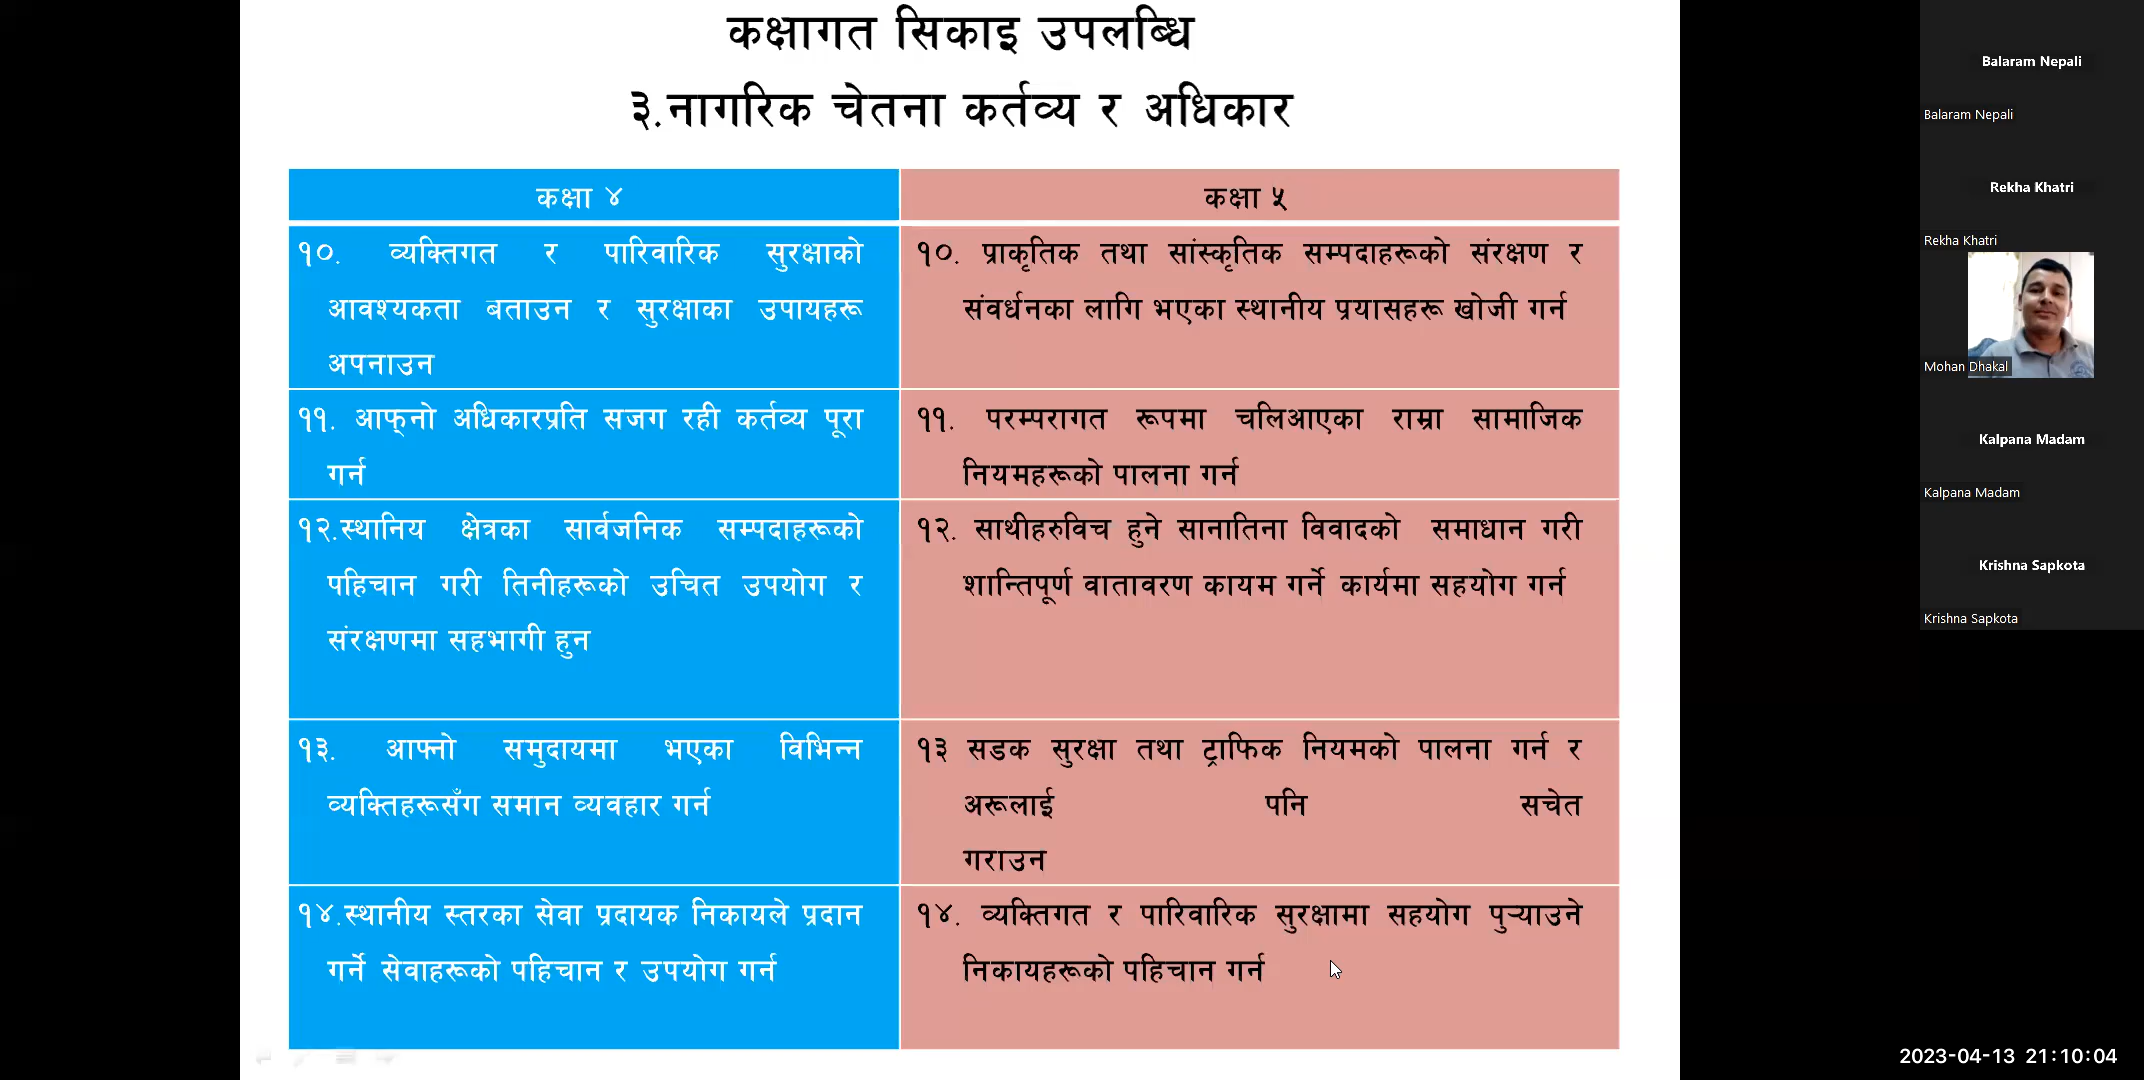 कक्षागत सिकाइ उपलब्धि
३.नागरिक चेतना कर्तव्य र अधिकार
कक्षा ४
कक्षा ५
१०. व्यक्तिगत र पारिवारिक सुरक्षाको
आवश्यकता बताउन र सुरक्षाका उपायहरू
अपनाउन
१०. प्राकृतिक तथा सांस्कृतिक सम्पदाहरूको संरक्षण र
संवर्धनका लागि भएका स्थानीय प्रयासहरू खोजी गर्न
११. आफ्‌नो अधिकारप्रति सजग रही कर्तव्य पूरा
गर्न
११. परम्परागत रूपमा चलिआएका राम्रा सामाजिक
नियमहरूको पालना गर्न
१२.स्थानिय क्षेत्रका सार्वजनिक सम्पदाहरूको
पहिचान गरी तिनीहरूको उचित उपयोग र
संरक्षणमा सहभागी हुन
१२. साथीहरुविच हुने सानातिना विवादको समाधान गरी
शान्तिपूर्ण वातावरण कायम गर्ने कार्यमा सहयोग गर्न
१३. आफ्नो समुदायमा भएका विभिन्न
व्यक्तिहरूसँग समान व्यवहार गर्न
१३ सडक सुरक्षा तथा ट्राफिक नियमको पालना गर्न र
अरूलाई पनि सचेत
गराउन
१४.स्थानीय स्तरका सेवा प्रदायक निकायले प्रदान
गर्ने सेवाहरूको पहिचान र उपयोग गर्न
१४. व्यक्तिगत र पारिवारिक सुरक्षामा सहयोग पुर्‍याउने
निकायहरूको पहिचान गर्न
Balaram Nepali
Balaram Nepali
Rekha Khatri
Rekha Khatri
Mohan Dhakal
Kalpana Madam
Kalpana Madam
Krishna Sapkota
Krishna Sapkota
2023-04-13 21:10:04